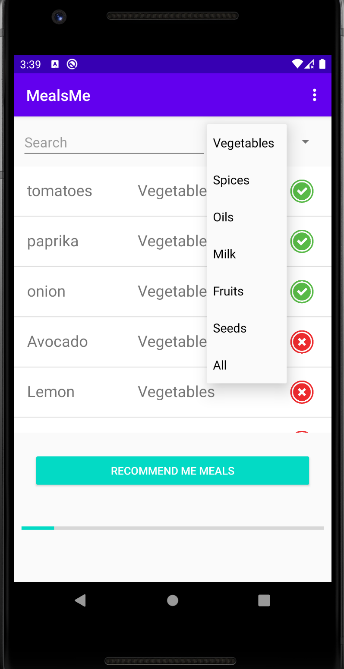 3:39
MealsMe
Search
Vegetables
Spices
Oils
Milk
Fruits
Seeds
All
tomatoes Vegetable
paprika Vegetable
onion Vegetable
Avocado Vegetables
Lemon Vegetables
RECOMMEND ME MEALS